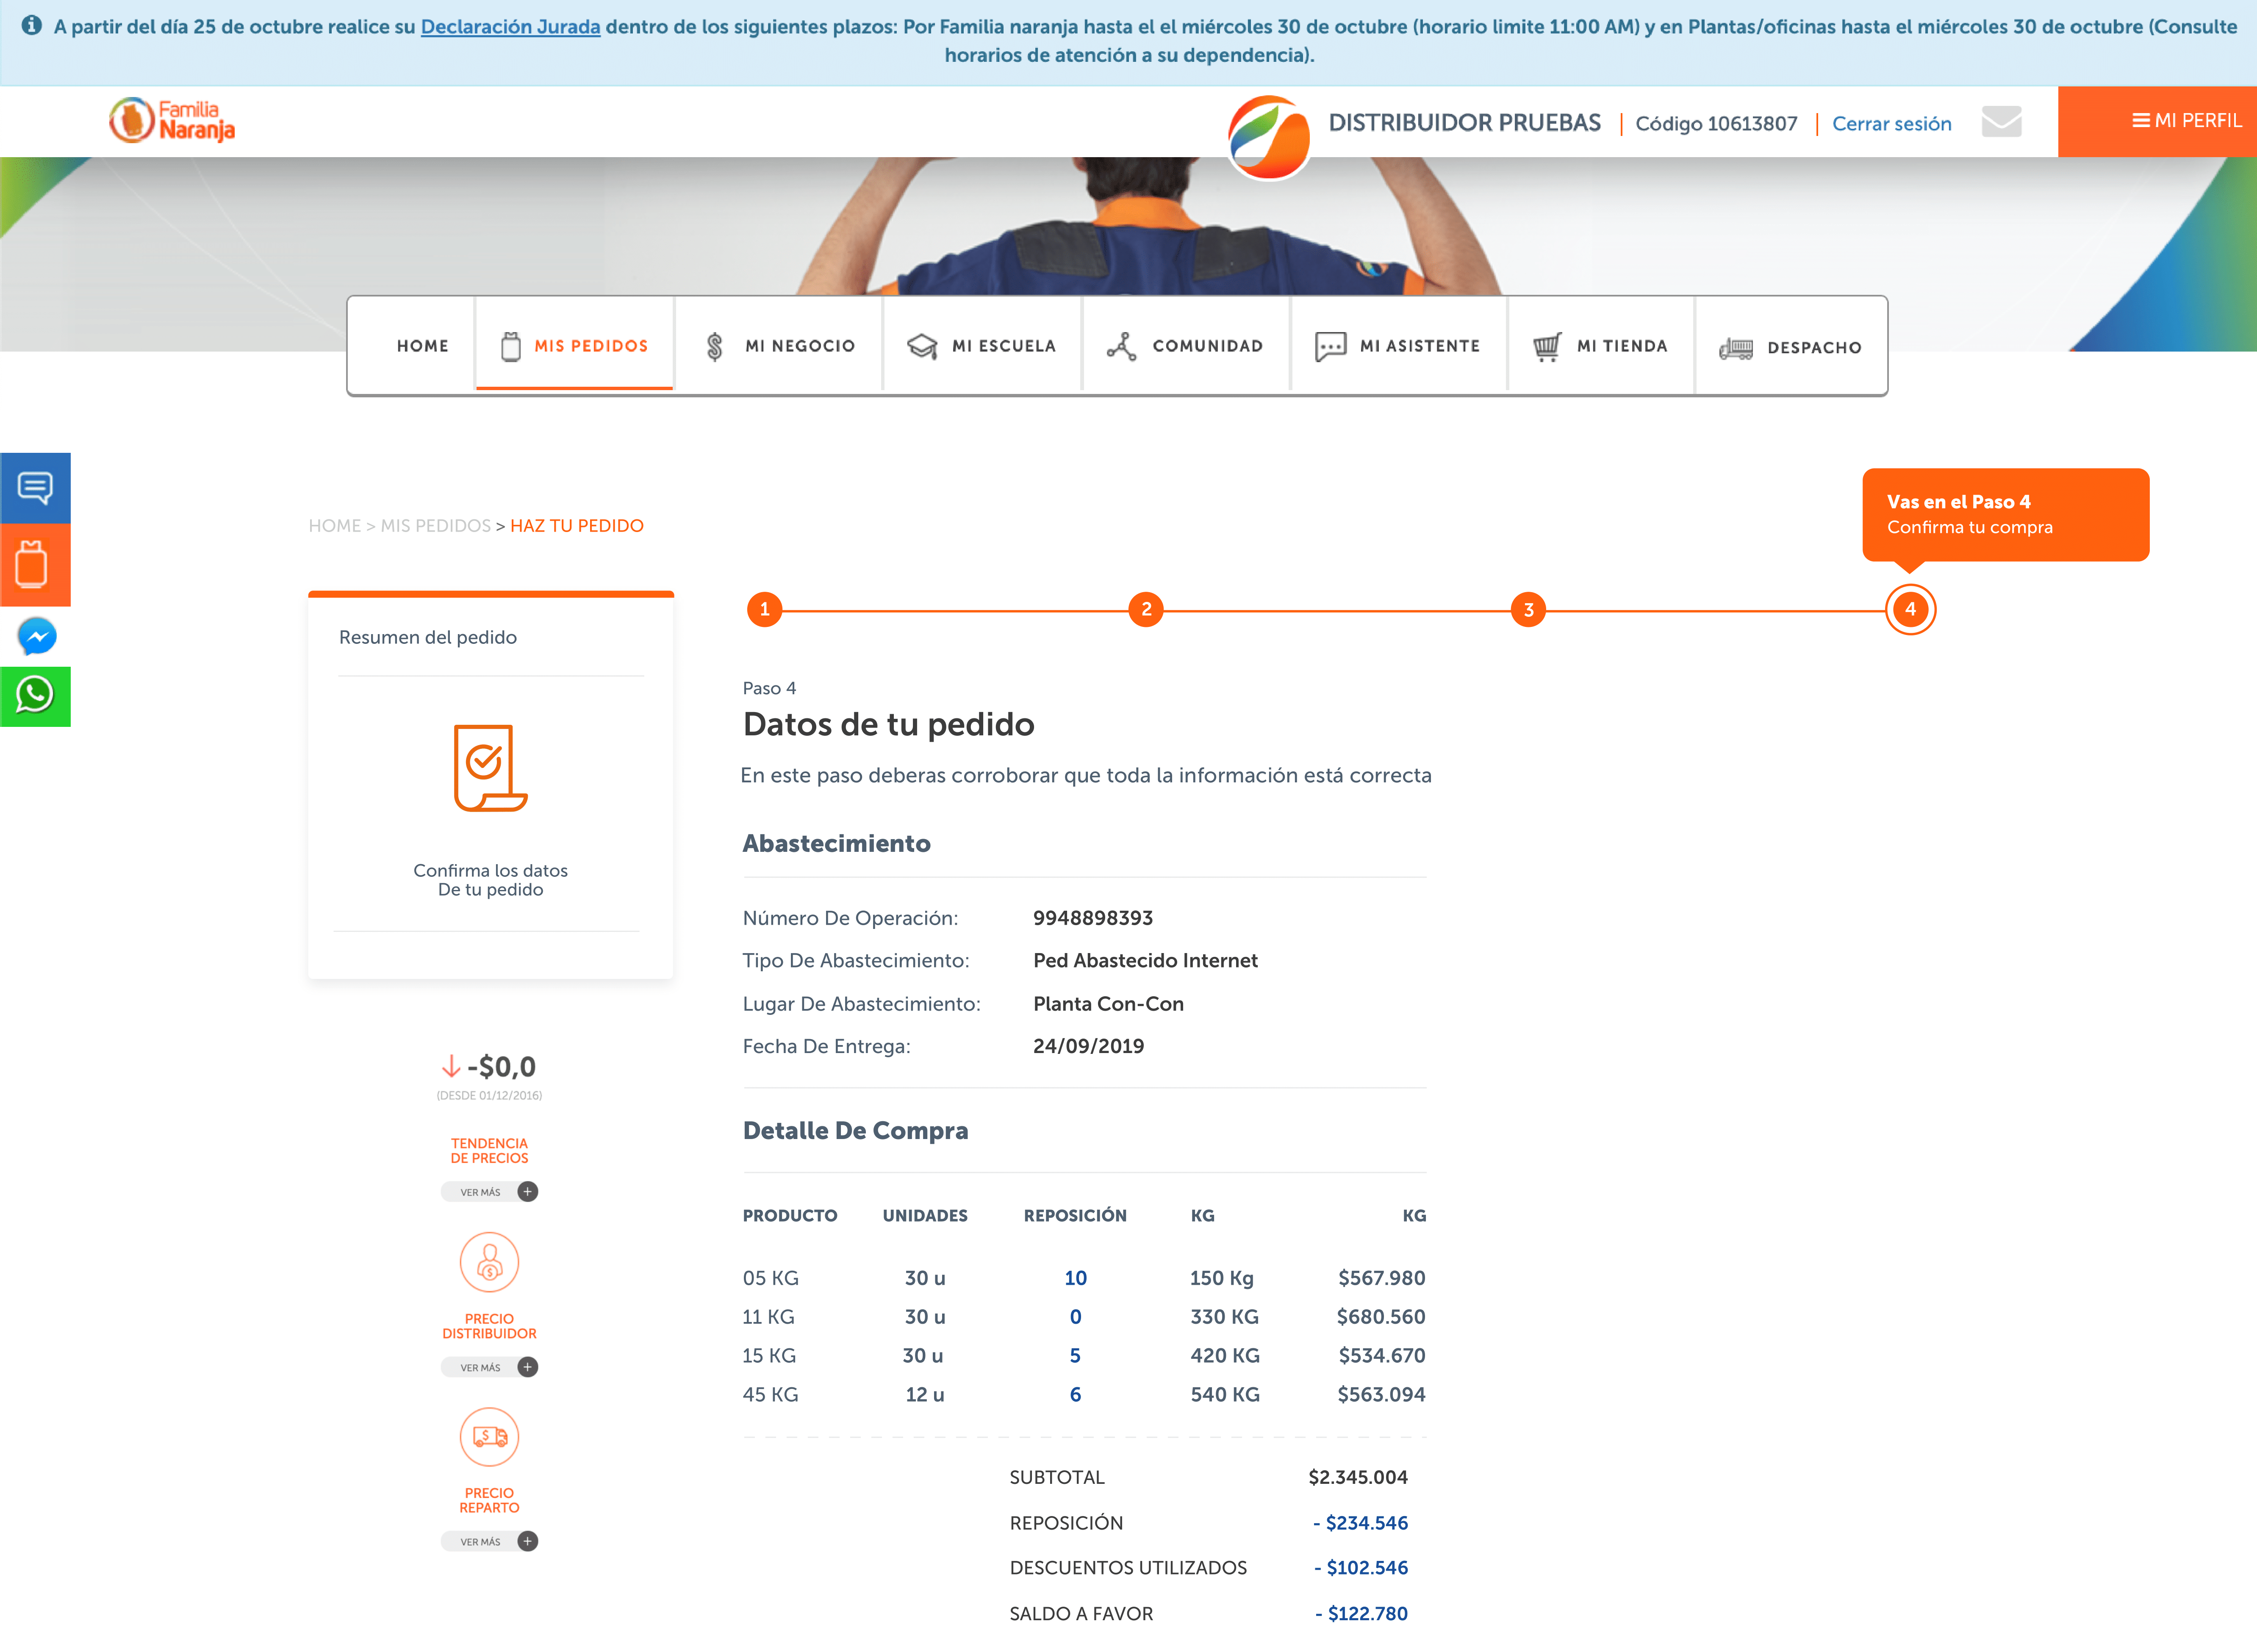 A partir del día 25 de octubre realice su Declaración Jurada dentro de los siguientes plazos: Por Familia naranja hasta el el miércoles 30 de octubre (horario limite 11:00 AM) y en Plantas/oficinas hasta el miércoles 30 de octubre (Consulte
horarios de atención a su dependencia).
Familia
Naranja
DISTRIBUIDOR PRUEBAS | Código 10613807 | Cerrar sesión
MI PERFIL
HOME
MIS PEDIDOS
MI NEGOCIO
MI ESCUELA
COMUNIDAD
MI ASISTENTE
MI TIENDA
DESPACHO
Vas en el Paso 4
Confirma tu compra
HOME > MIS PEDIDOS > HAZ TU PEDIDO
1
2
3
4
Resumen del pedido
Confirma los datos
De tu pedido
-$0,0
(DESDE 01/12/2016)
TENDENCIA
DE PRECIOS
VER MÁS +
PRECIO
DISTRIBUIDOR
VER MÁS +
PRECIO
REPARTO
VER MÁS +
Paso 4
Datos de tu pedido
En este paso deberas corroborar que toda la información está correcta
Abastecimiento
Número De Operación: 9948898393
Tipo De Abastecimiento: Ped Abastecido Internet
Lugar De Abastecimiento: Planta Con-Con
Fecha De Entrega: 24/09/2019
Detalle De Compra
PRODUCTO UNIDADES REPOSICIÓN KG KG
05 KG 30 u 10 150 Kg $567.980
11 KG 30 u 0 330 KG $680.560
15 KG 30 u 5 420 KG $534.670
45 KG 12 u 6 540 KG $563.094
SUBTOTAL $2.345.004
REPOSICIÓN - $234.546
DESCUENTOS UTILIZADOS - $102.546
SALDO A FAVOR - $122.780